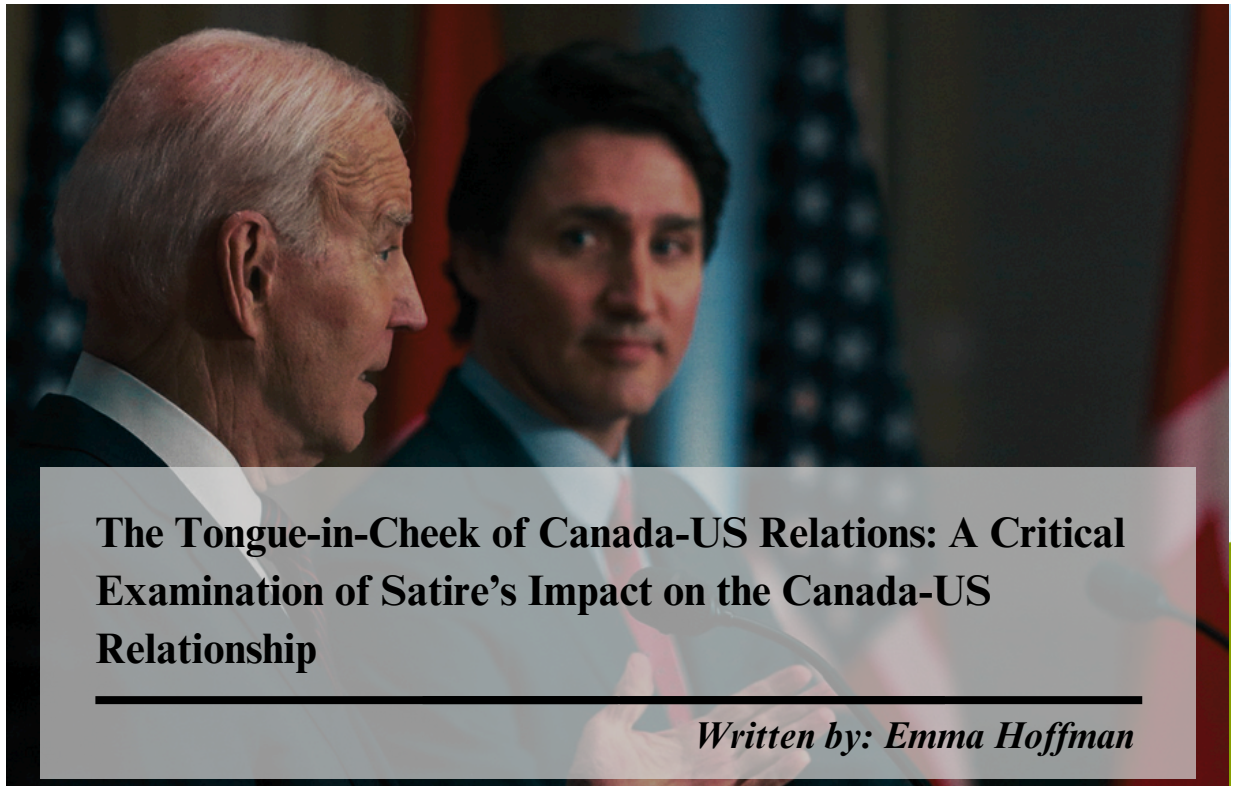 The Tongue-in-Cheek of Canada-US Relations: A Critical
Examination of Satire’s Impact on the Canada-US
Relationship
Written by: Emma Hoffman